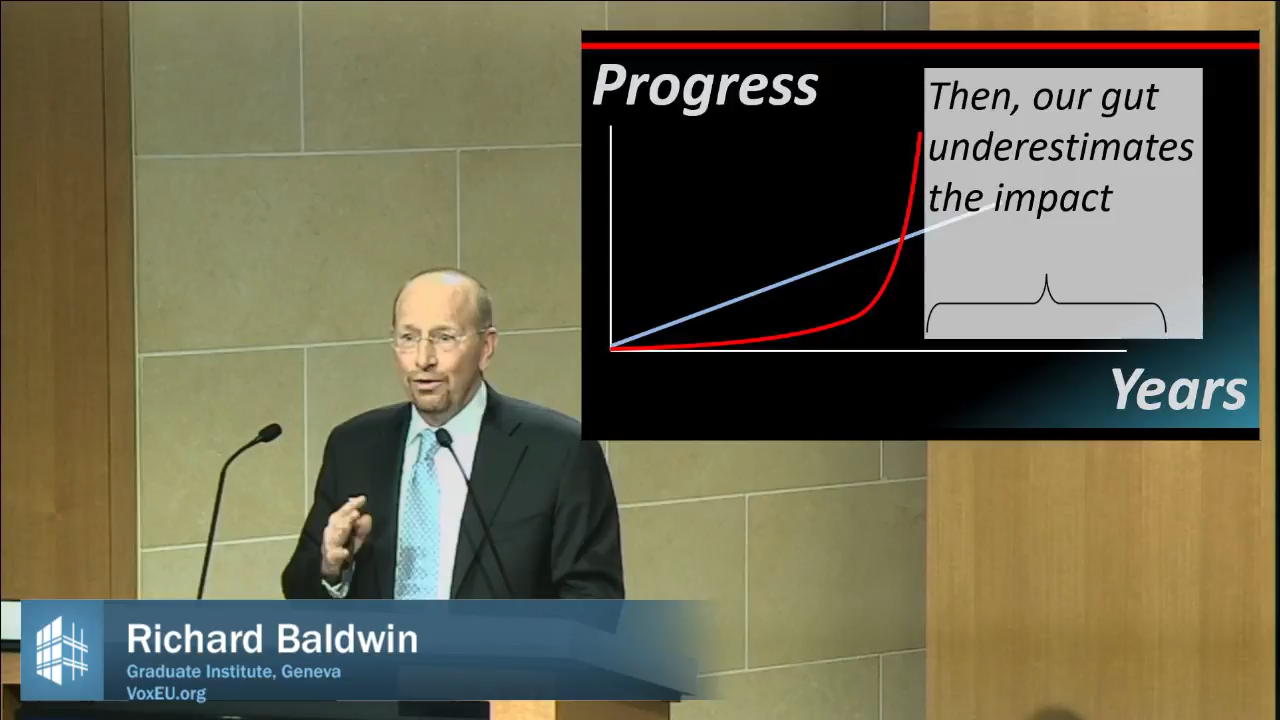 Progress
Then, our gut
underestimates
the impact
Years
Richard Baldwin
Graduate Institute, Geneva
VoxEU.org